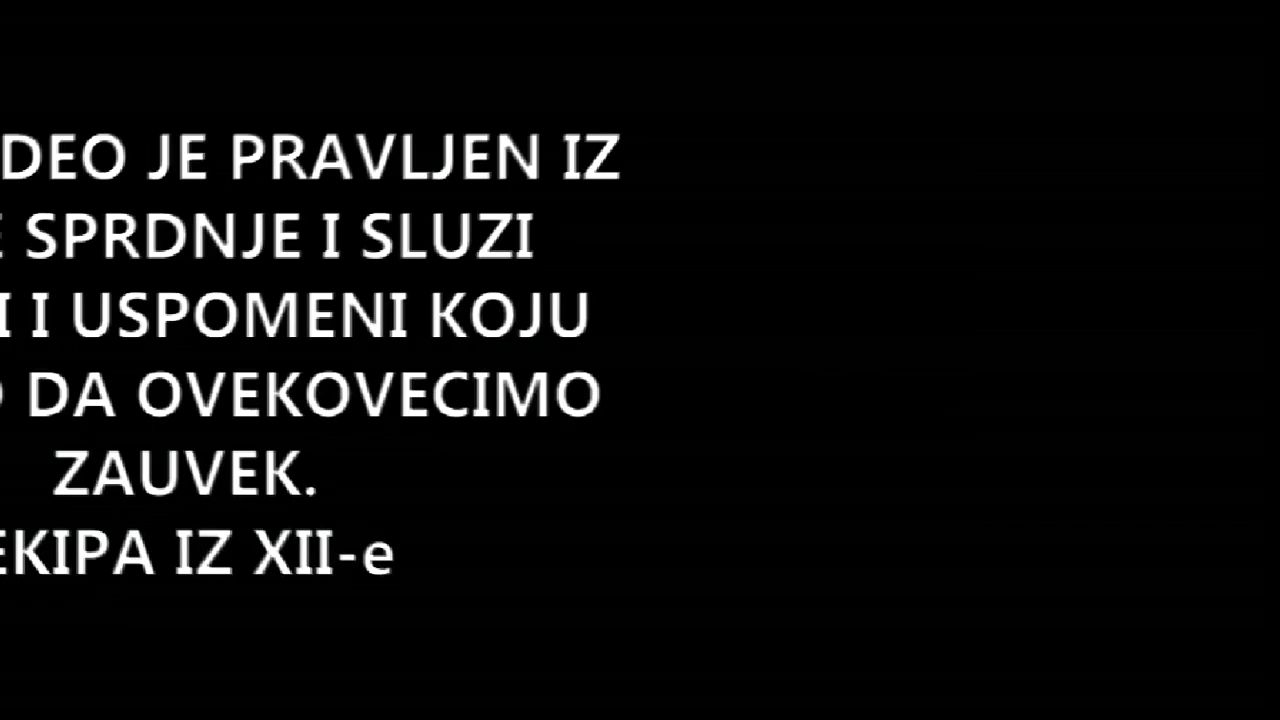 DEO JE PRAVLJEN IZ
SPRDNJE I SLUZI
I I USPOMENI KOJU
DA OVEKOVECIMO
ZAUVEK.
EKIPA IZ XII-e